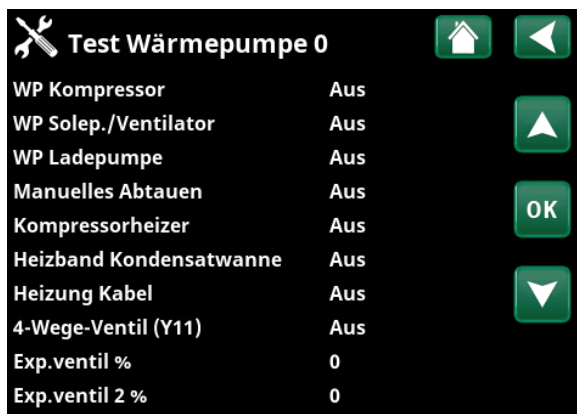 Test Wärmepumpe 0
WP Kompressor Aus
WP Solep./Ventilator Aus
WP Ladepumpe Aus
Manuelles Abtauen Aus
OK
Kompressorheizer Aus
Heizband Kondensatwanne Aus
Heizung Kabel Aus
4-Wege-Ventil (Y11) Aus
Exp.ventil % 0
Exp.ventil 2 % 0